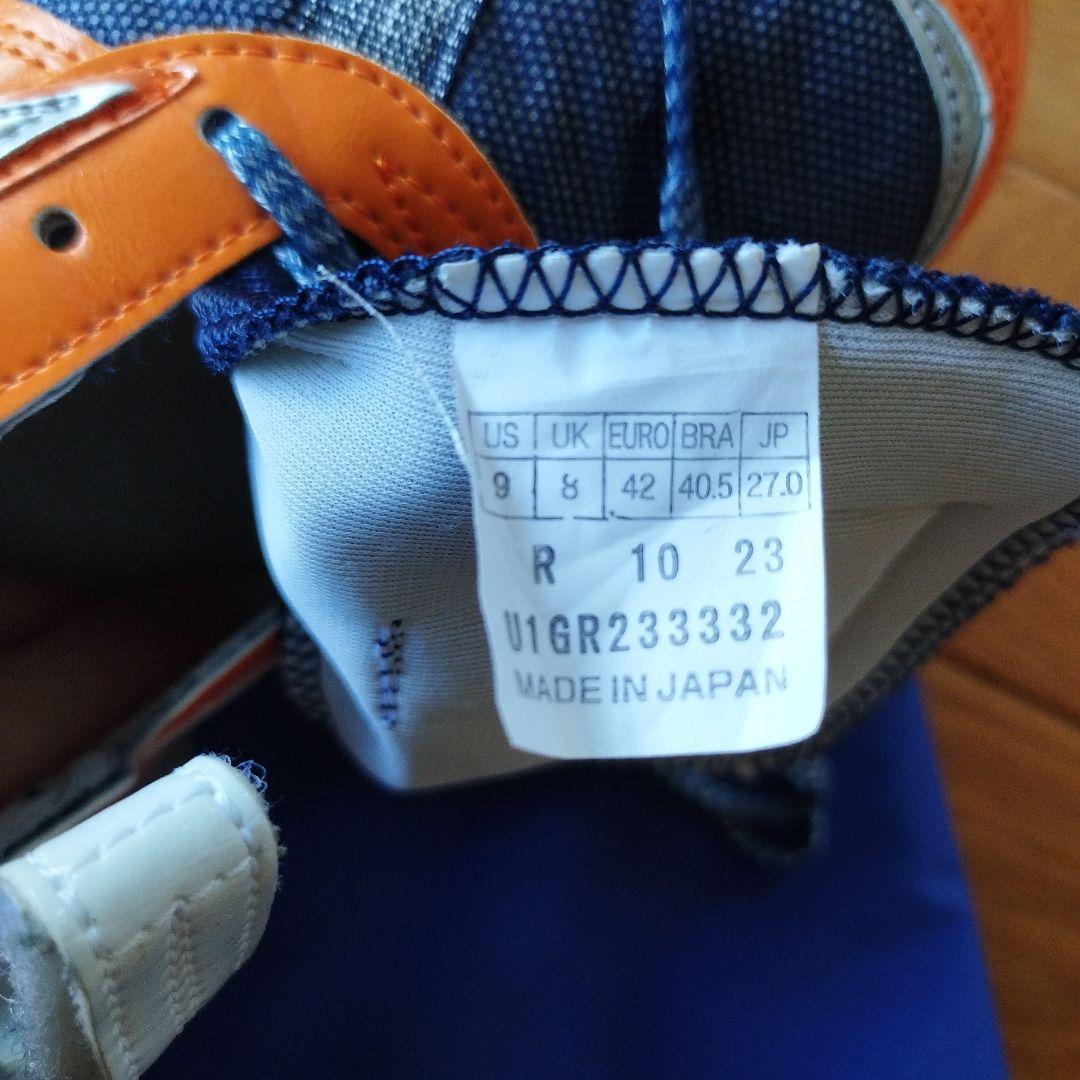 US UK EURO BRA JP
9 8 42 40.5 27.0
R 10 23
U1GR233332
MADE IN JAPAN